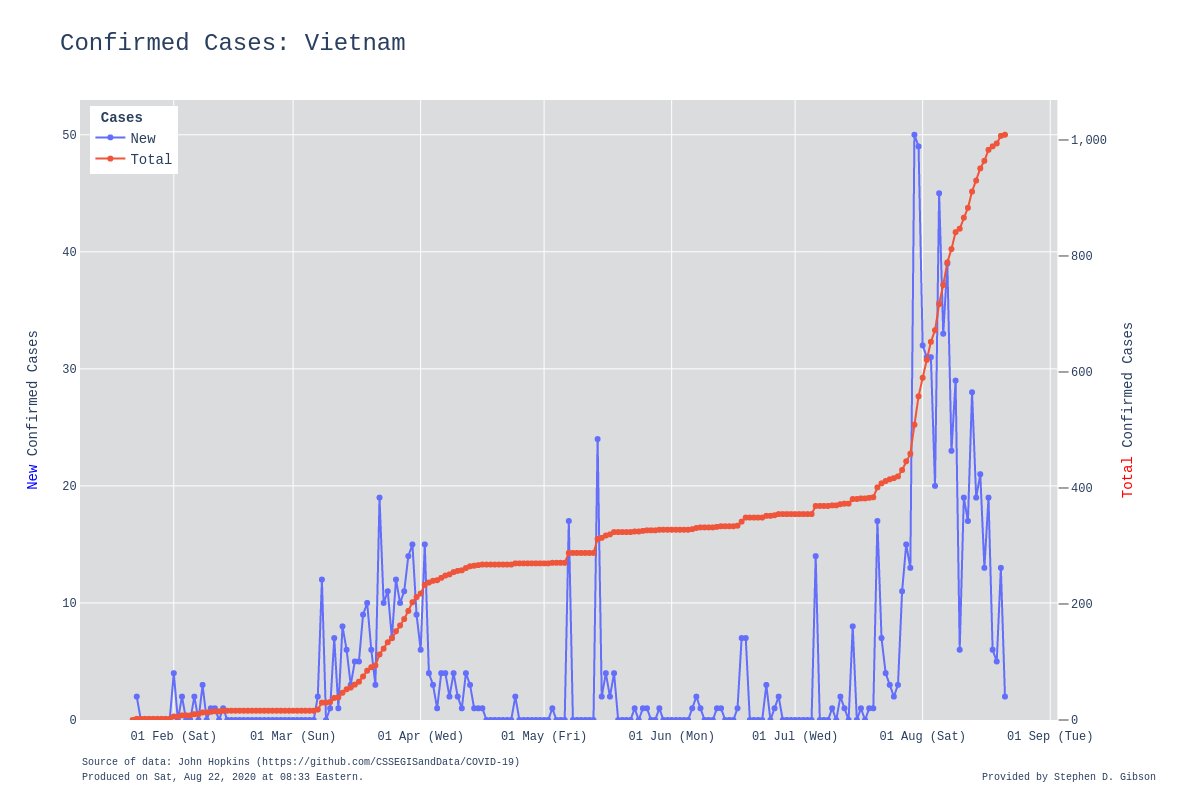 Confirmed Cases: Vietnam
Cases
New
Total
50
40
30
20
10
0
1,000
800
600
400
200
0
New Confirmed Cases
Total Confirmed Cases
01 Feb (Sat)
01 Mar (Sun)
01 Apr (Wed)
01 May (Fri)
01 Jun (Mon)
01 Jul (Wed)
01 Aug (Sat)
01 Sep (Tue)
Source of data: John Hopkins (https://github.com/CSSEGISandData/COVID-19)
Produced on Sat, Aug 22, 2020 at 08:33 Eastern.
Provided by Stephen D. Gibson